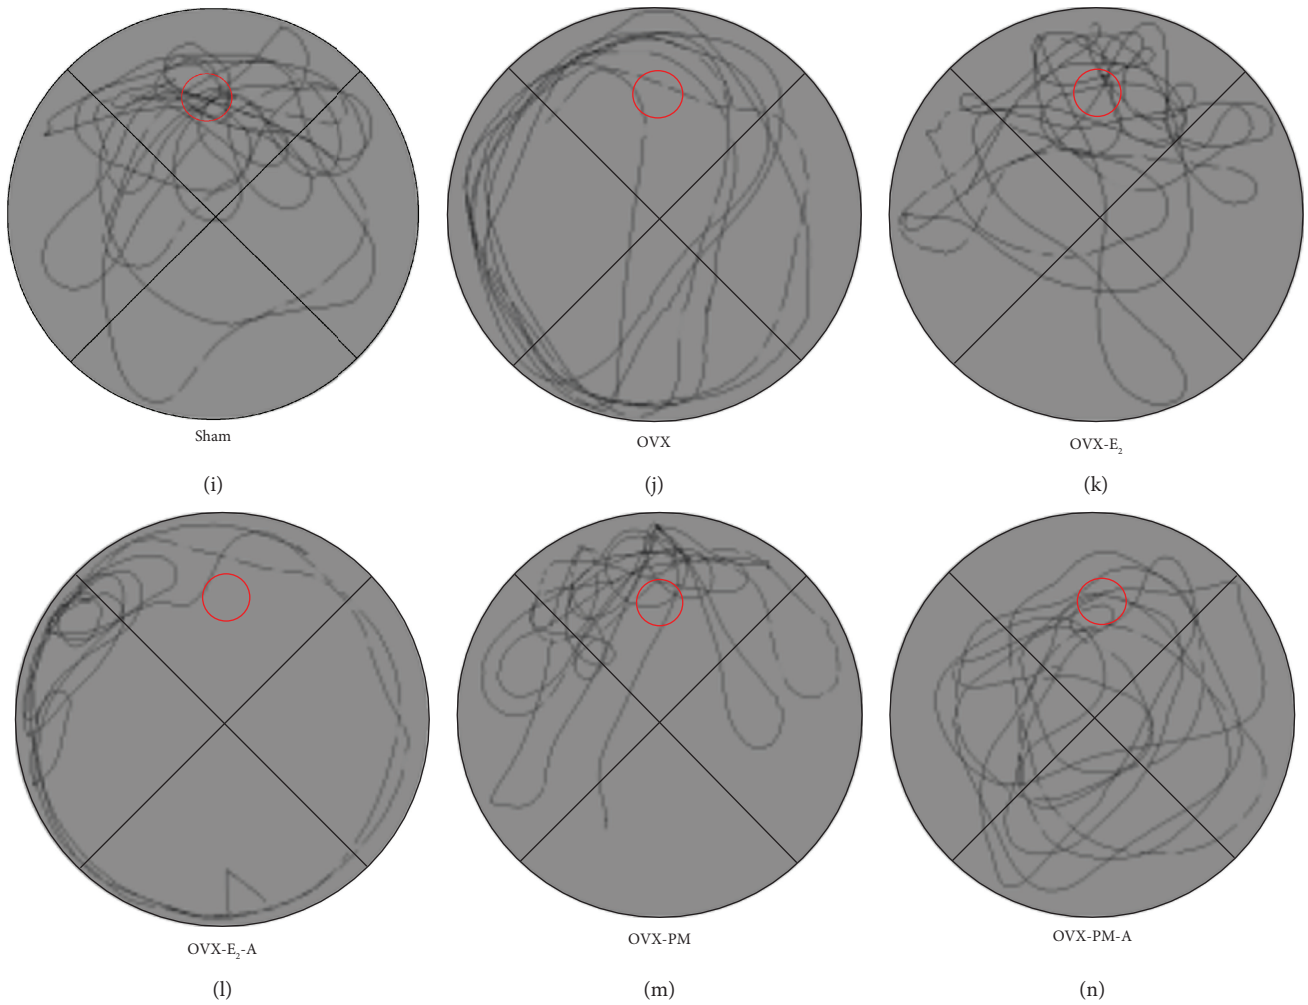 Sham
OVX
OVX-E₂
(i)
(j)
(k)
OVX-E₂-A
OVX-PM
OVX-PM-A
(l)
(m)
(n)